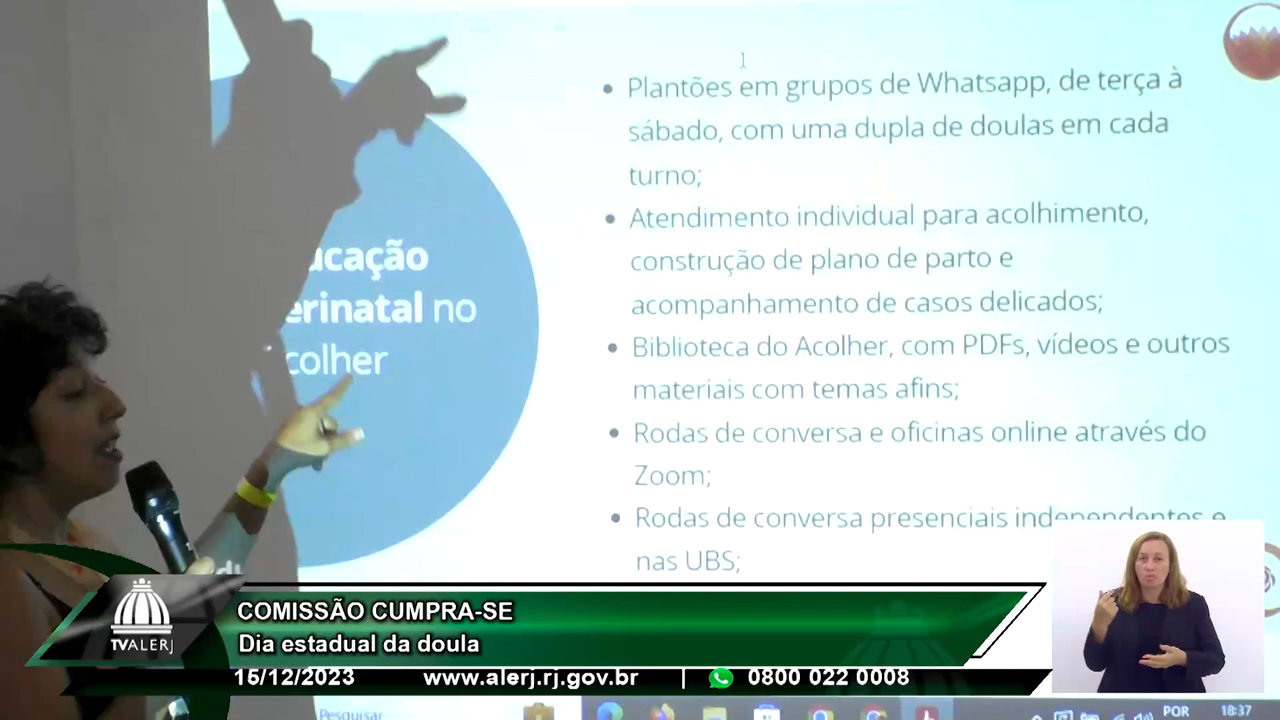 Plantões em grupos de Whatsapp, de terça à
sábado, com uma dupla de doulas em cada
turno;
Atendimento individual para acolhimento,
construção de plano de parto e
acompanhamento de casos delicados;
Biblioteca do Acolher, com PDFs, vídeos e outros
materiais com temas afins;
Rodas de conversa e oficinas online através do
Zoom;
Rodas de conversa presenciais independentes e
nas UBS;
ucação
erinatal no
colher
COMISSÃO CUMPRA-SE
Dia estadual da doula
TVALERJ
15/12/2023 www.alerj.rj.gov.br | 0800 022 0008
Pesquisar
POR 18:37